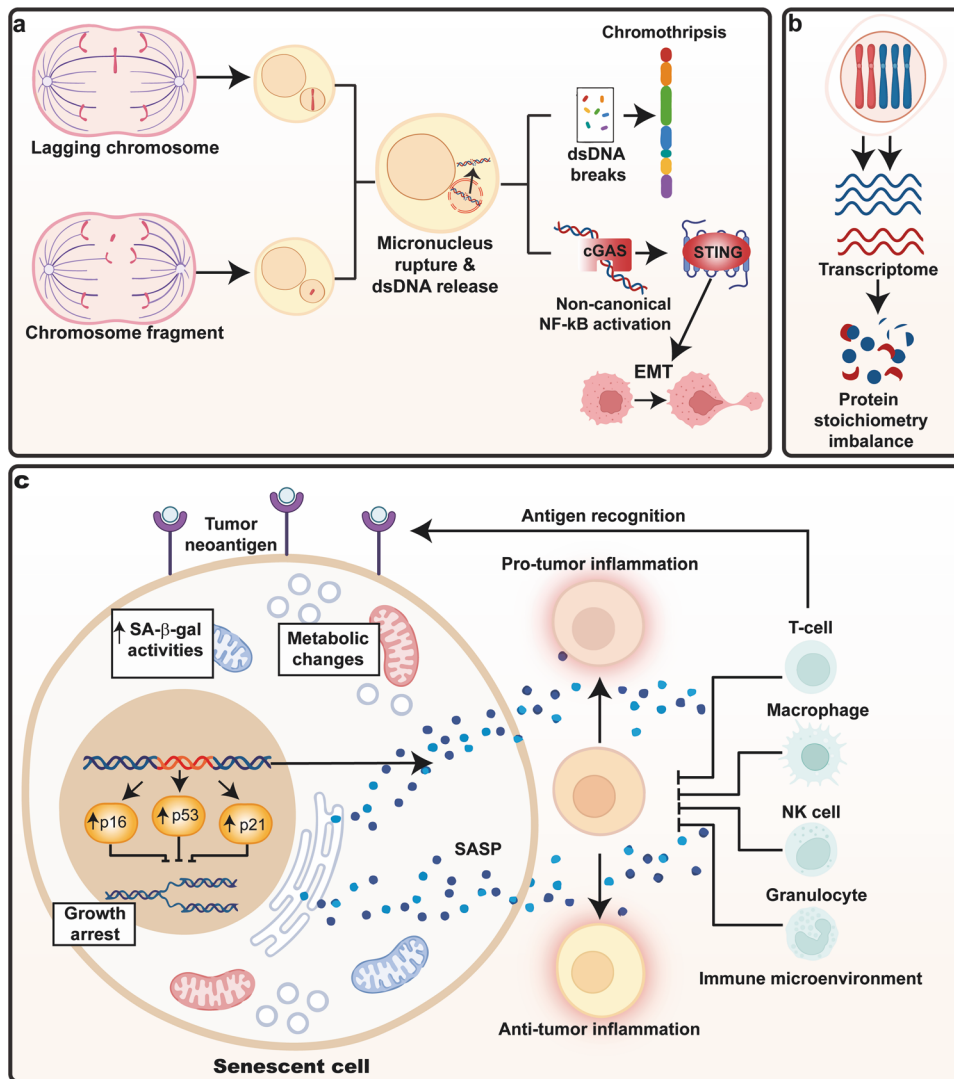 a
Lagging chromosome
Chromosome fragment
Micronucleus
rupture &
dsDNA release
Chromothripsis
dsDNA
breaks
cGAS
STING
Non-canonical
NF-kB activation
EMT
b
Transcriptome
Protein
stoichiometry
imbalance
c
Tumor
neoantigen
Antigen recognition
Pro-tumor inflammation
↑ SA-β-gal
activities
Metabolic
changes
T-cell
Macrophage
↑p16
↑p53
↑p21
NK cell
SASP
Granulocyte
Growth
arrest
Immune microenvironment
Anti-tumor inflammation
Senescent cell